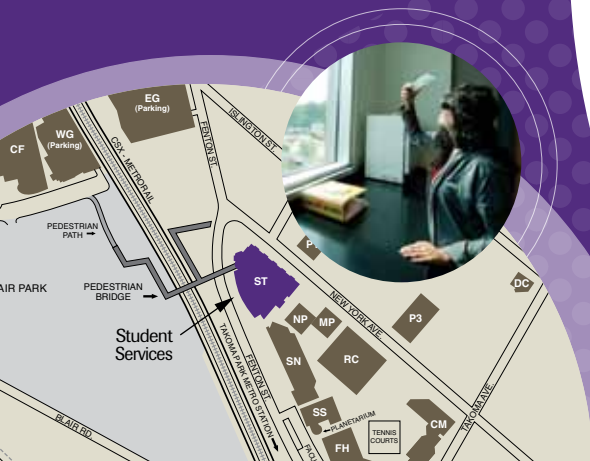 EG
(Parking)
ISLINGTON ST.
FENTON ST.
WG
(Parking)
CF
CSX - METRORAIL
PEDESTRIAN
PATH
AIR PARK
PEDESTRIAN
BRIDGE
ST
DC
P3
NEW YORK AVE.
NP
MP
Student
Services
SN
RC
FENTON ST.
TAKOMA PARK METRO STATION
TAKOMA AVE.
SS
PLANETARIUM
CM
TENNIS
COURTS
FH
BLAIR RD.